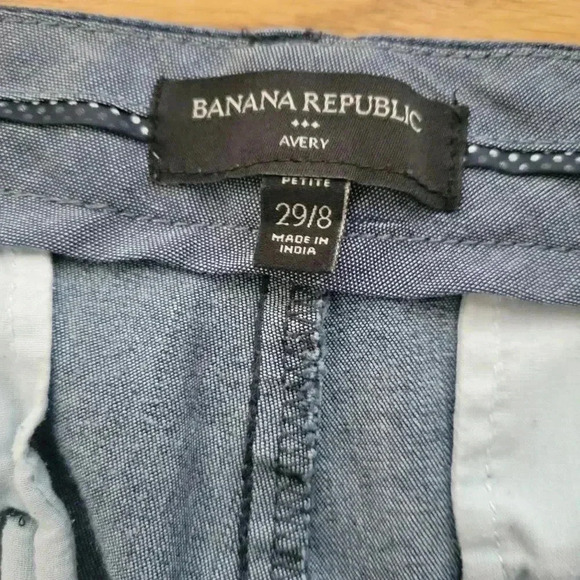 BANANA REPUBLIC
AVERY
PETITE
29/8
MADE IN
INDIA